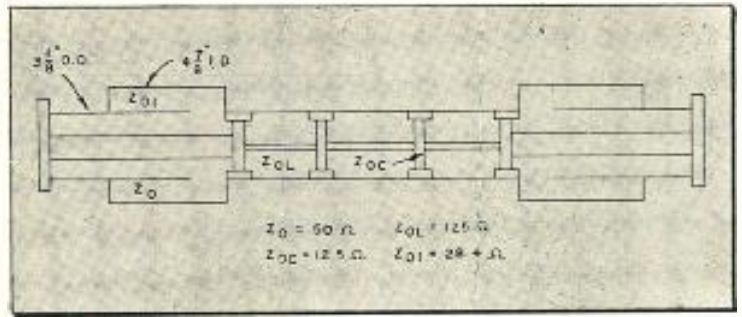 3 1/8" O.D.
4 7/8" I.D.
Z01
Z0L
Z0C
Z0
Z0 = 50 Ω   Z0L = 125 Ω
Z0C = 12.5 Ω   Z01 = 28.4 Ω